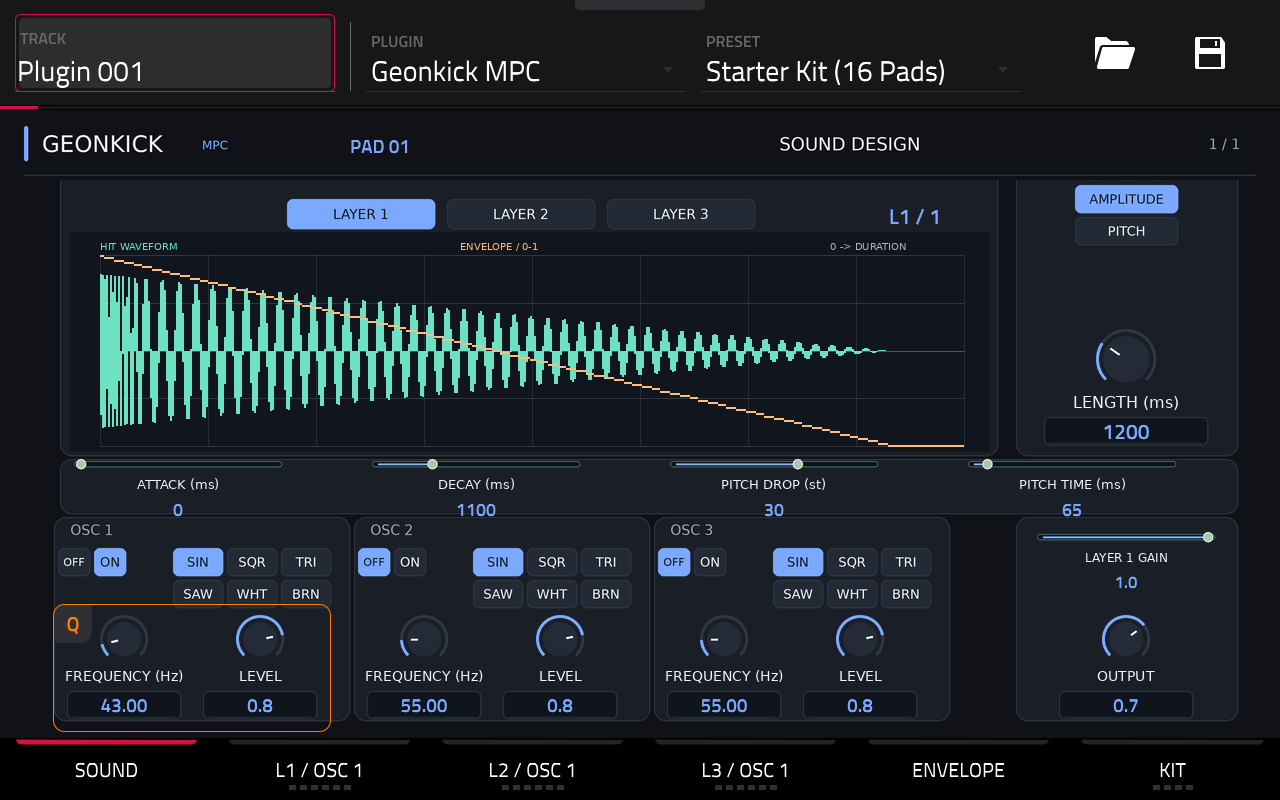 TRACK
Plugin 001
PLUGIN
Geonkick MPC
PRESET
Starter Kit (16 Pads)
GEONKICK
MPC
PAD 01
SOUND DESIGN
1 / 1
LAYER 1
LAYER 2
LAYER 3
L1 / 1
AMPLITUDE
PITCH
HIT WAVEFORM
ENVELOPE / 0-1
0 -> DURATION
LENGTH (ms)
1200
ATTACK (ms)
DECAY (ms)
PITCH DROP (st)
PITCH TIME (ms)
0
1100
30
65
OSC 1
OFF
ON
SIN
SQR
TRI
SAW
WHT
BRN
Q
FREQUENCY (Hz)
LEVEL
43.00
0.8
OSC 2
OFF
ON
SIN
SQR
TRI
SAW
WHT
BRN
FREQUENCY (Hz)
LEVEL
55.00
0.8
OSC 3
OFF
ON
SIN
SQR
TRI
SAW
WHT
BRN
FREQUENCY (Hz)
LEVEL
55.00
0.8
LAYER 1 GAIN
1.0
OUTPUT
0.7
SOUND
L1 / OSC 1
L2 / OSC 1
L3 / OSC 1
ENVELOPE
KIT